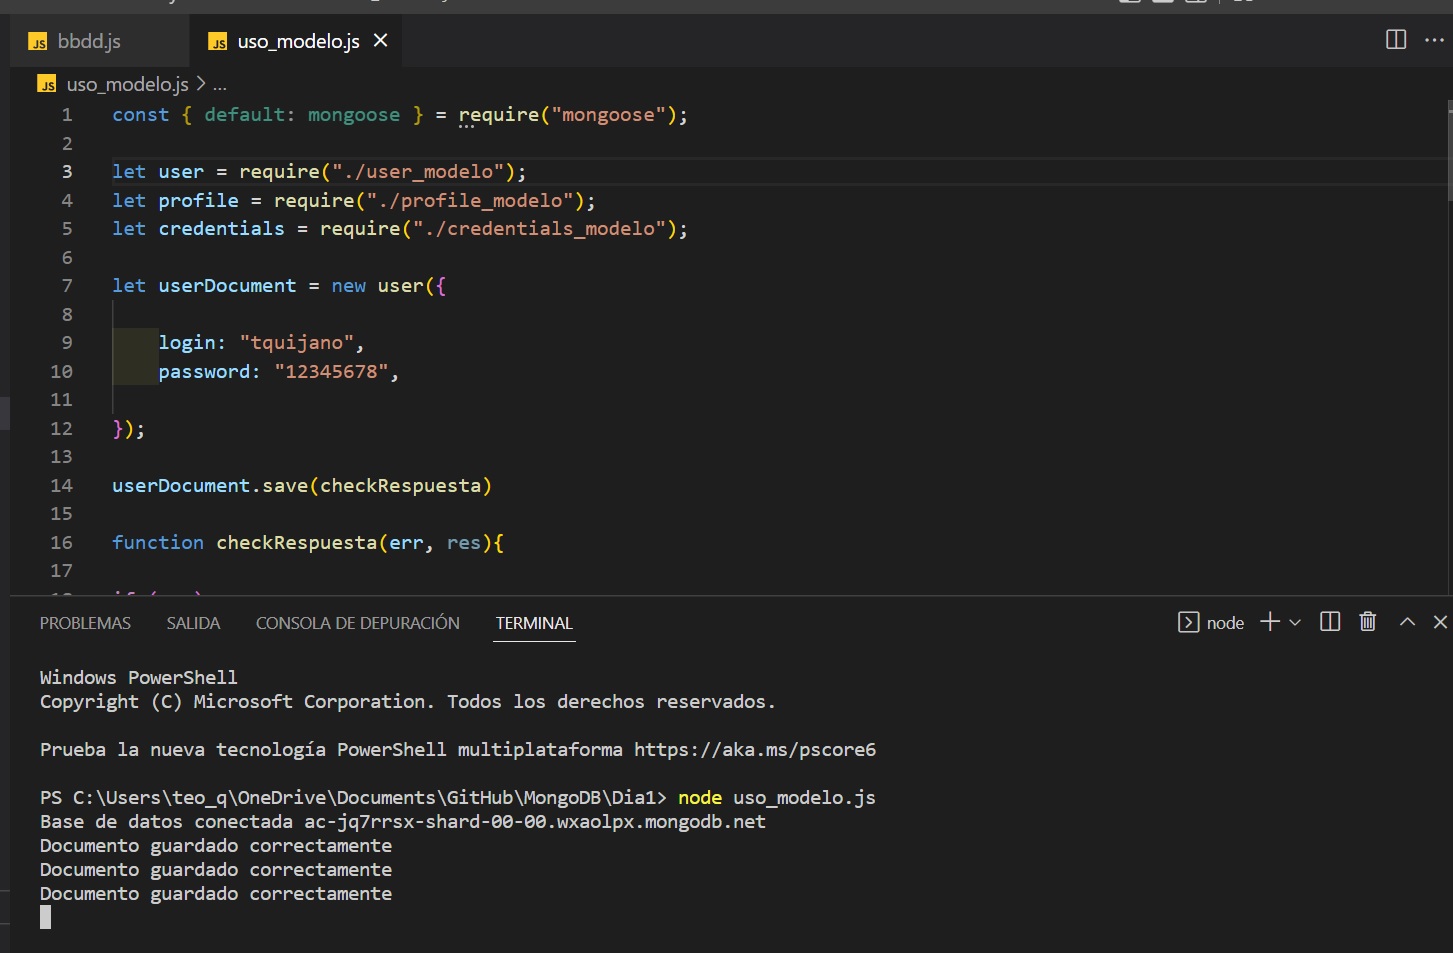 JS bbdd.js
JS uso_modelo.js ×
JS uso_modelo.js > ...
1 const { default: mongoose } = require("mongoose");
2
3 let user = require("./user_modelo");
4 let profile = require("./profile_modelo");
5 let credentials = require("./credentials_modelo");
6
7 let userDocument = new user({
8
9 login: "tquijano",
10 password: "12345678",
11
12 });
13
14 userDocument.save(checkRespuesta)
15
16 function checkRespuesta(err, res){
17
PROBLEMAS SALIDA CONSOLA DE DEPURACIÓN TERMINAL node
Windows PowerShell
Copyright (C) Microsoft Corporation. Todos los derechos reservados.
Prueba la nueva tecnología PowerShell multiplataforma https://aka.ms/pscore6
PS C:\Users\teo_q\OneDrive\Documents\GitHub\MongoDB\Dia1> node uso_modelo.js
Base de datos conectada ac-jq7rrsx-shard-00-00.wxaolpx.mongodb.net
Documento guardado correctamente
Documento guardado correctamente
Documento guardado correctamente